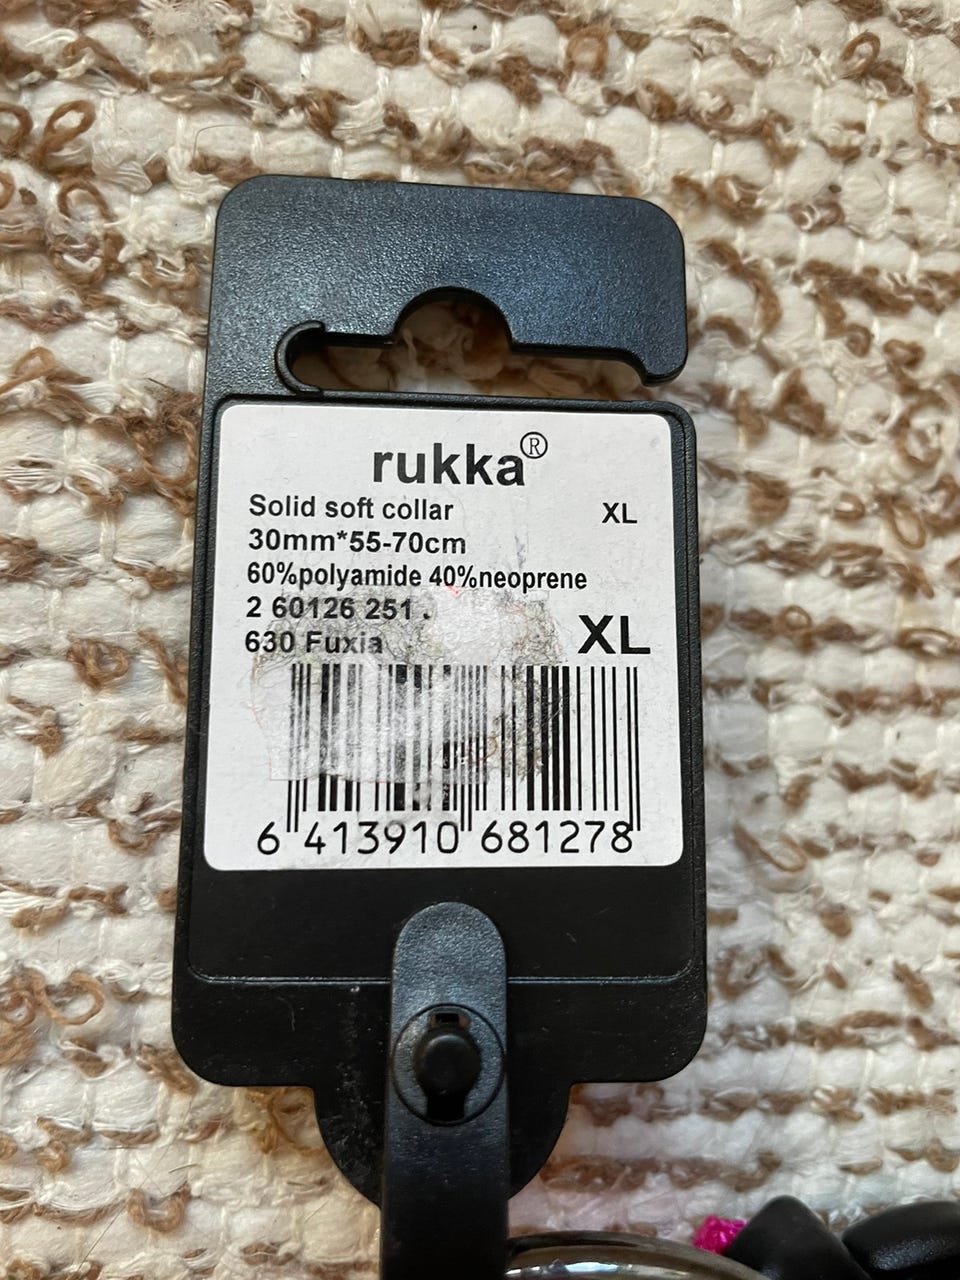 rukka®
Solid soft collar XL
30mm*55-70cm
60%polyamide 40%neoprene
2 60126 251 .
630 Fuxia XL
6 413910 681278